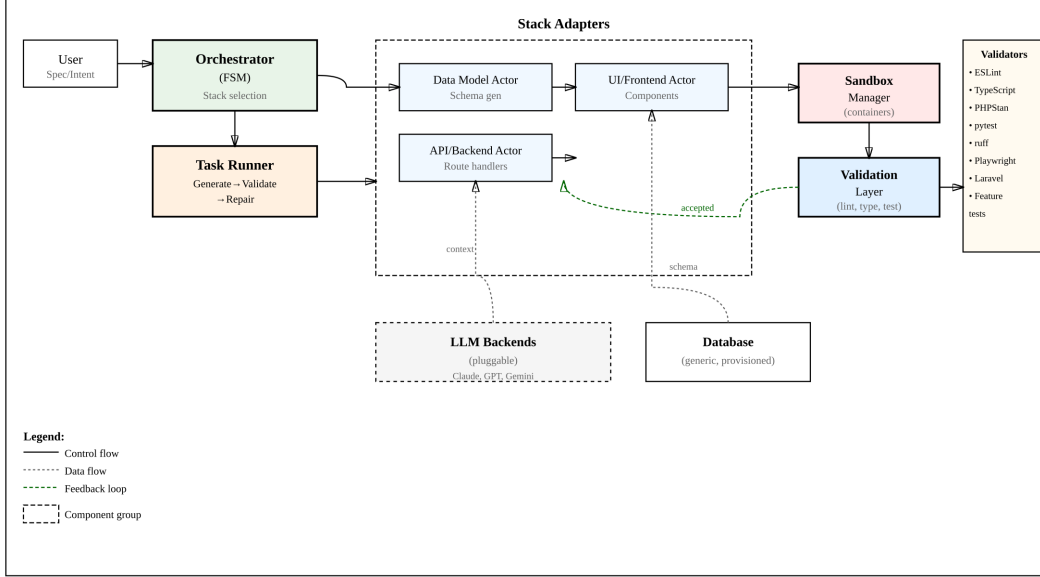 Stack Adapters
User
Spec/Intent
Orchestrator
(FSM)
Stack selection
Data Model Actor
Schema gen
UI/Frontend Actor
Components
Sandbox
Manager
(containers)
Validators
• ESLint
• TypeScript
• PHPStan
• pytest
• ruff
• Playwright
• Laravel
• Feature
tests
Task Runner
Generate→Validate
→Repair
API/Backend Actor
Route handlers
Validation
Layer
(lint, type, test)
accepted
context
schema
LLM Backends
(pluggable)
Claude, GPT, Gemini
Database
(generic, provisioned)
Legend:
Control flow
Data flow
Feedback loop
Component group